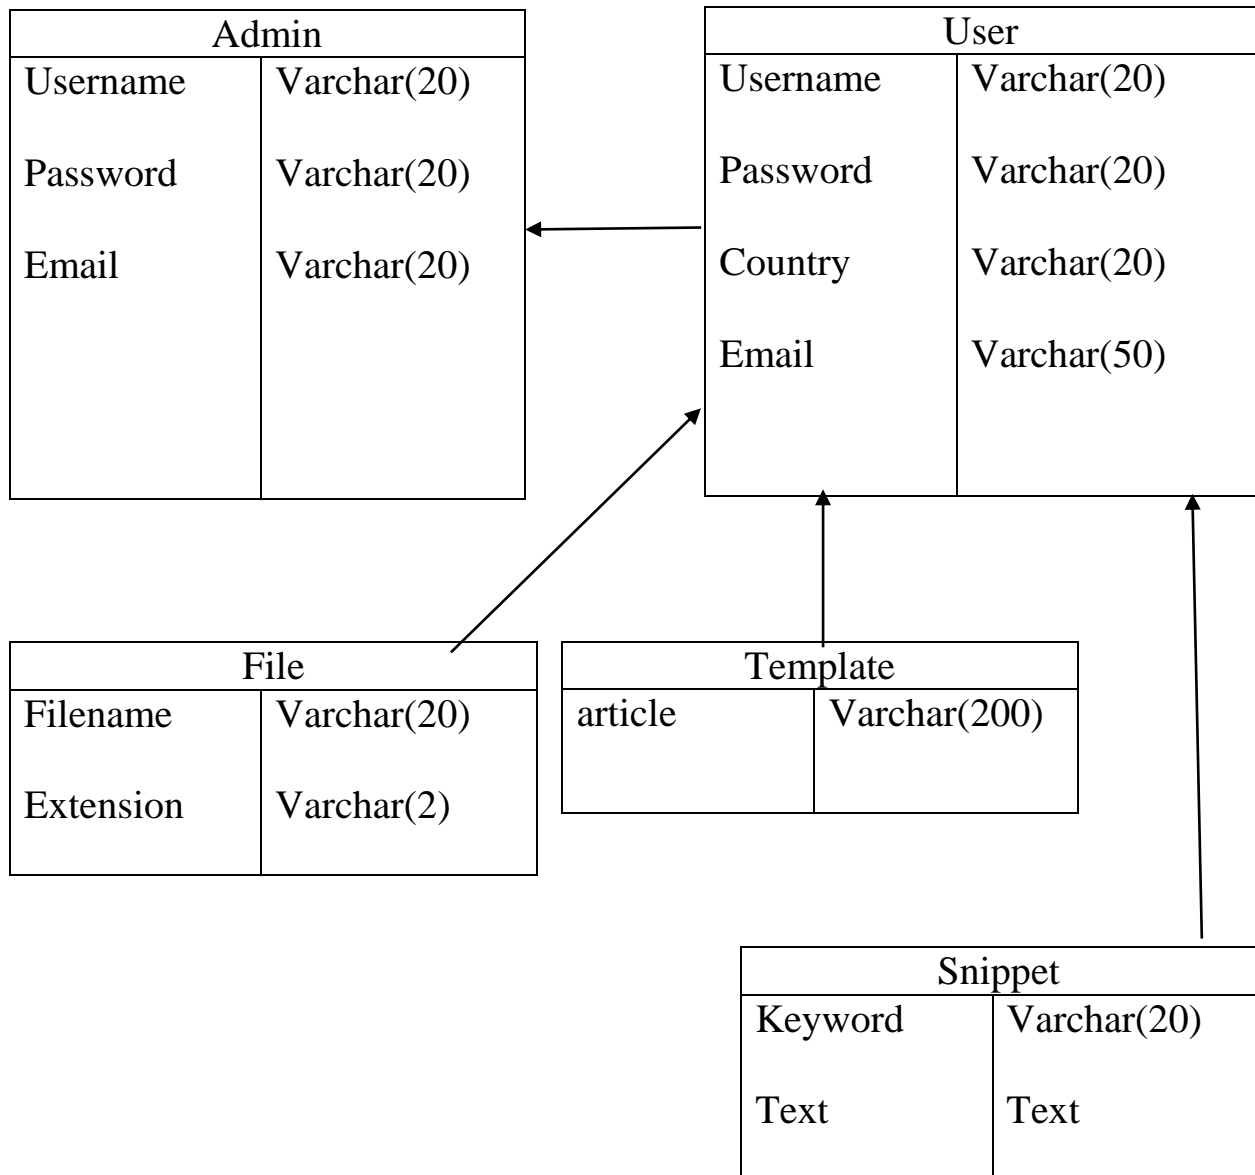 Admin
Username Varchar(20)
Password Varchar(20)
Email Varchar(20)
User
Username Varchar(20)
Password Varchar(20)
Country Varchar(20)
Email Varchar(50)
File
Filename Varchar(20)
Extension Varchar(2)
Template
article Varchar(200)
Snippet
Keyword Varchar(20)
Text Text